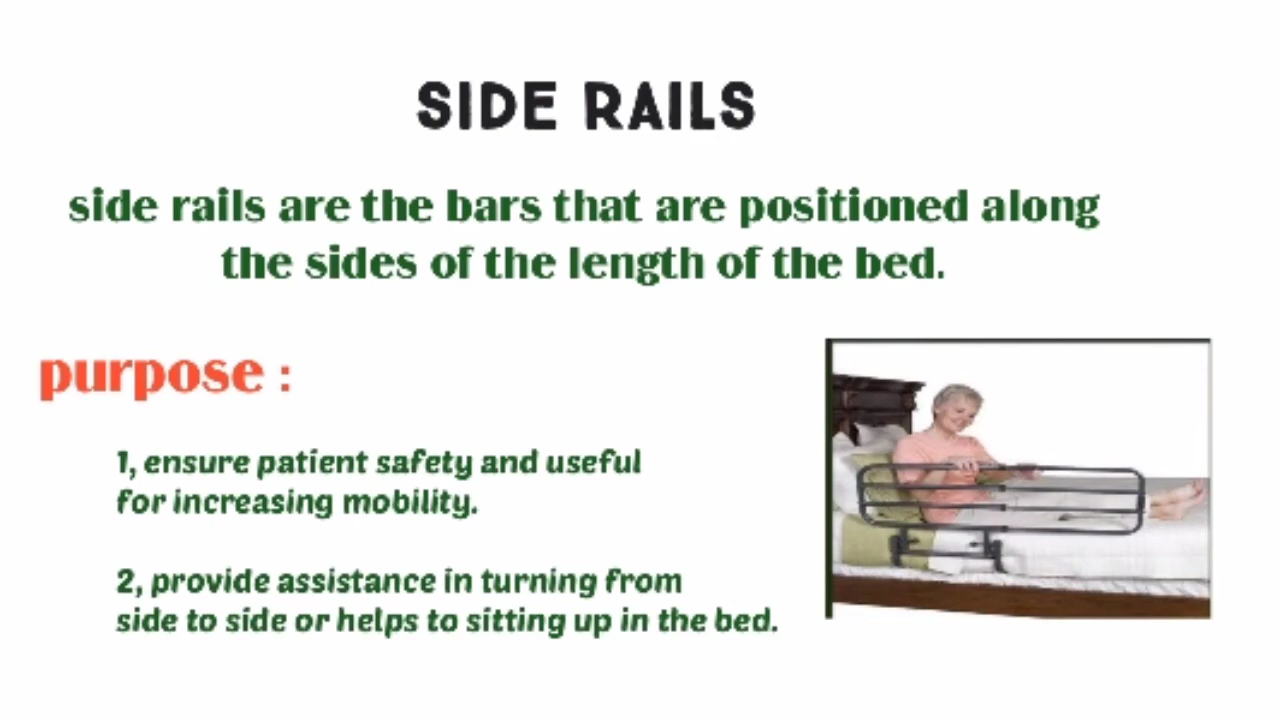 SIDE RAILS
side rails are the bars that are positioned along
the sides of the length of the bed.
purpose :
1, ensure patient safety and useful
for increasing mobility.
2, provide assistance in turning from
side to side or helps to sitting up in the bed.